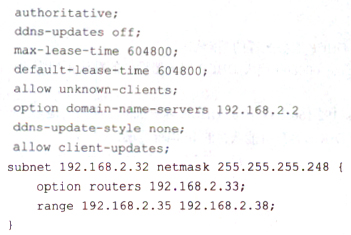 authoritative;
ddns-updates off;
max-lease-time 604800;
default-lease-time 604800;
allow unknown-clients;
option domain-name-servers 192.168.2.2
ddns-update-style none;
allow client-updates;
subnet 192.168.2.32 netmask 255.255.255.248 {
option routers 192.168.2.33;
range 192.168.2.35 192.168.2.38;
}